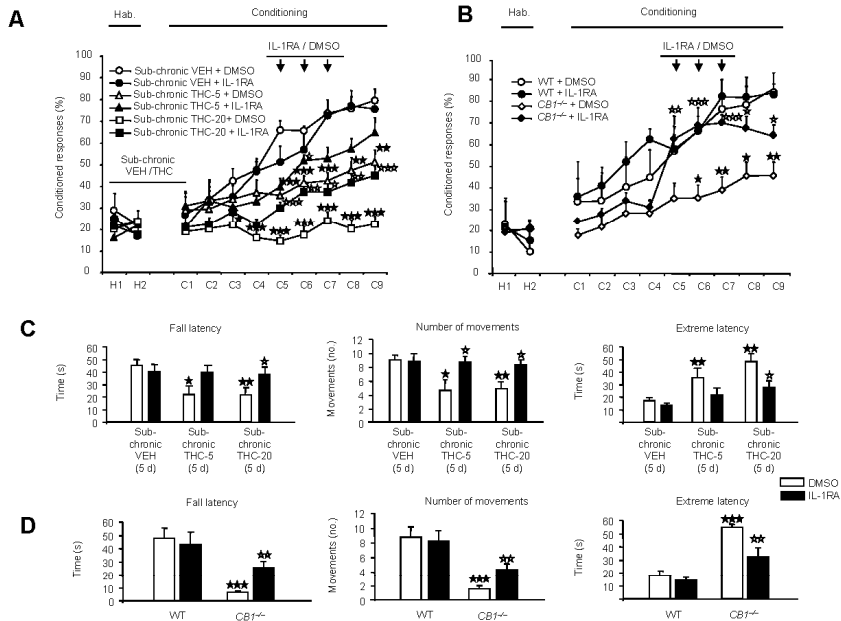 A
Hab.
Conditioning
IL-1RA / DMSO
Conditioned responses (%)
100
90
80
70
60
50
40
30
20
10
0
Sub-chronic VEH + DMSO
Sub-chronic VEH + IL-1RA
Sub-chronic THC-5 + DMSO
Sub-chronic THC-5 + IL-1RA
Sub-chronic THC-20+ DMSO
Sub-chronic THC-20 + IL-1RA
Sub-chronic
VEH /THC
H1 H2 C1 C2 C3 C4 C5 C6 C7 C8 C9
B
Hab.
Conditioning
IL-1RA / DMSO
Conditioned responses (%)
100
90
80
70
60
50
40
30
20
10
0
WT + DMSO
WT + IL-1RA
CB1-/- + DMSO
CB1-/- + IL-1RA
H1 H2 C1 C2 C3 C4 C5 C6 C7 C8 C9
C
Fall latency
Time (s)
60
50
40
30
20
10
Sub- Sub- Sub-
chronic chronic chronic
VEH THC-5 THC-20
(5 d) (5 d) (5 d)
Number of movements
Movements (no.)
12
10
8
6
4
2
0
Sub- Sub- Sub-
chronic chronic chronic
VEH THC-5 THC-20
(5 d) (5 d) (5 d)
Extreme latency
Time (s)
60
50
40
30
20
10
0
Sub- Sub- Sub-
chronic chronic chronic
VEH THC-5 THC-20
(5 d) (5 d) (5 d)
DMSO
IL-1RA
D
Fall latency
Time (s)
60
50
40
30
20
10
0
WT CB1-/-
Number of movements
Movements (no.)
12
10
8
6
4
2
0
WT CB1-/-
Extreme latency
Time (s)
60
50
40
30
20
10
0
WT CB1-/-